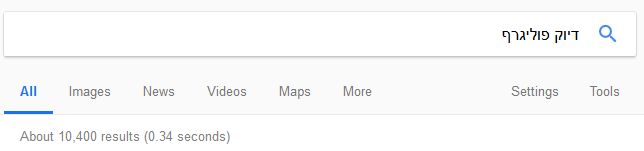 דיוק פוליגרף
All Images News Videos Maps More Settings Tools
About 10,400 results (0.34 seconds)